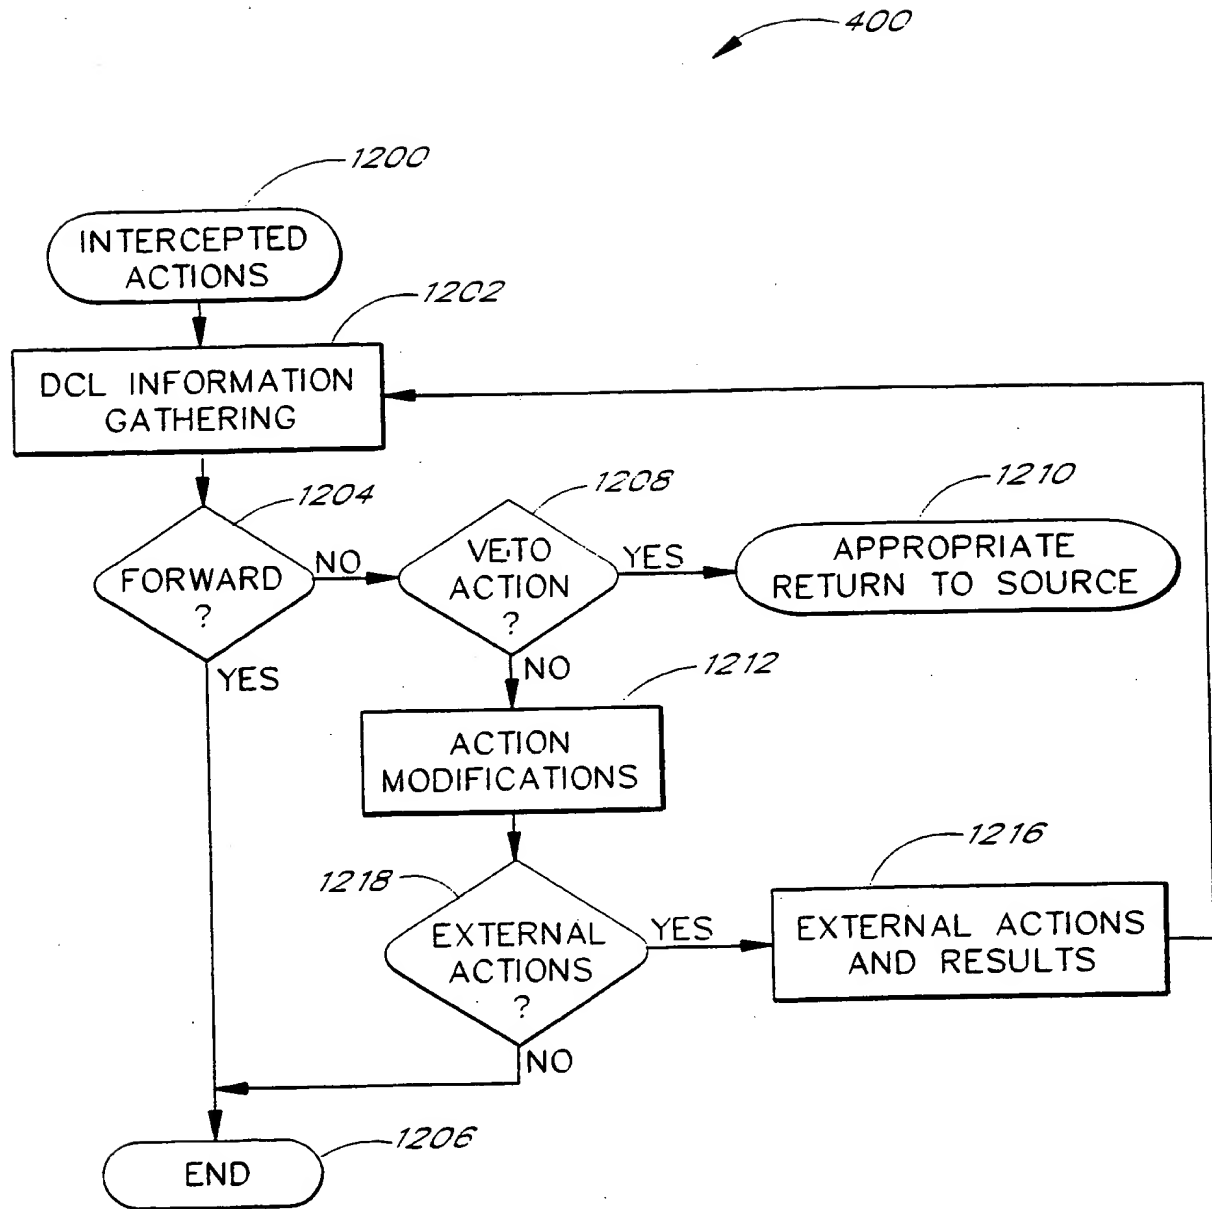 400
1200
INTERCEPTED
ACTIONS
1202
DCL INFORMATION
GATHERING
1204
FORWARD
?
NO
YES
1208
VETO
ACTION
?
YES
NO
1210
APPROPRIATE
RETURN TO SOURCE
1212
ACTION
MODIFICATIONS
1218
EXTERNAL
ACTIONS
?
YES
NO
1216
EXTERNAL ACTIONS
AND RESULTS
1206
END